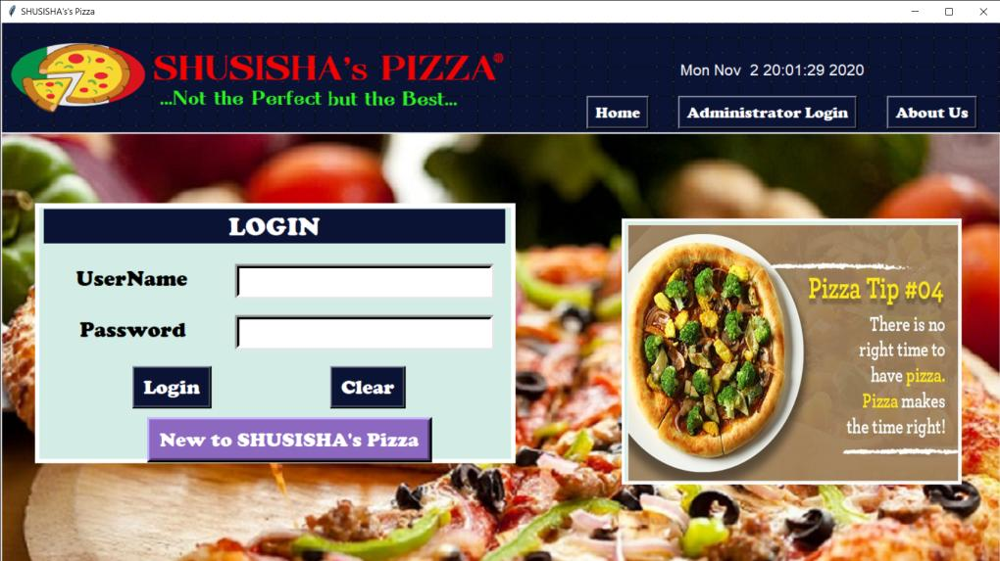 SHUSISHA's Pizza
SHUSISHA's PIZZA®
...Not the Perfect but the Best...
Mon Nov  2 20:01:29 2020
Home
Administrator Login
About Us
LOGIN
UserName
Password
Login
Clear
New to SHUSISHA's Pizza
Pizza Tip #04
There is no
right time to
have pizza.
Pizza makes
the time right!